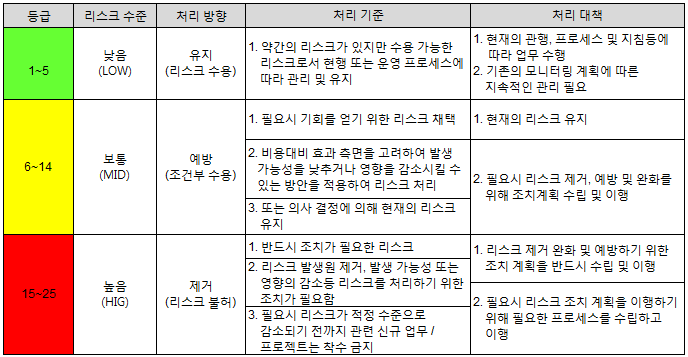 등급 리스크 수준 처리 방향 처리 기준 처리 대책
1~5
낮음
(LOW)
유지
(리스크 수용)
1. 약간의 리스크가 있지만 수용 가능한
리스크로서 현행 또는 운영 프로세스에
따라 관리 및 유지
1. 현재의 관행, 프로세스 및 지침등에
따라 업무 수행
2. 기존의 모니터링 계획에 따른
지속적인 관리 필요
6~14
보통
(MID)
예방
(조건부 수용)
1. 필요시 기회를 얻기 위한 리스크 채택
2. 비용대비 효과 측면을 고려하여 발생
가능성을 낮추거나 영향을 감소시킬 수
있는 방안을 적용하여 리스크 처리
3. 또는 의사 결정에 의해 현재의 리스크
유지
1. 현재의 리스크 유지
2. 필요시 리스크 제거, 예방 및 완화를
위해 조치계획 수립 및 이행
15~25
높음
(HIG)
제거
(리스크 불허)
1. 반드시 조치가 필요한 리스크
2. 리스크 발생원 제거, 발생 가능성 또는
영향의 감소등 리스크를 처리하기 위한
조치가 필요함
3. 필요시 리스크가 적정 수준으로
감소되기 전까지 관련 신규 업무 /
프로젝트는 착수 금지
1. 리스크 제거 완화 및 예방하기 위한
조치 계획을 반드시 수립 및 이행
2. 필요시 리스크 조치 계획을 이행하기
위해 필요한 프로세스를 수립하고
이행